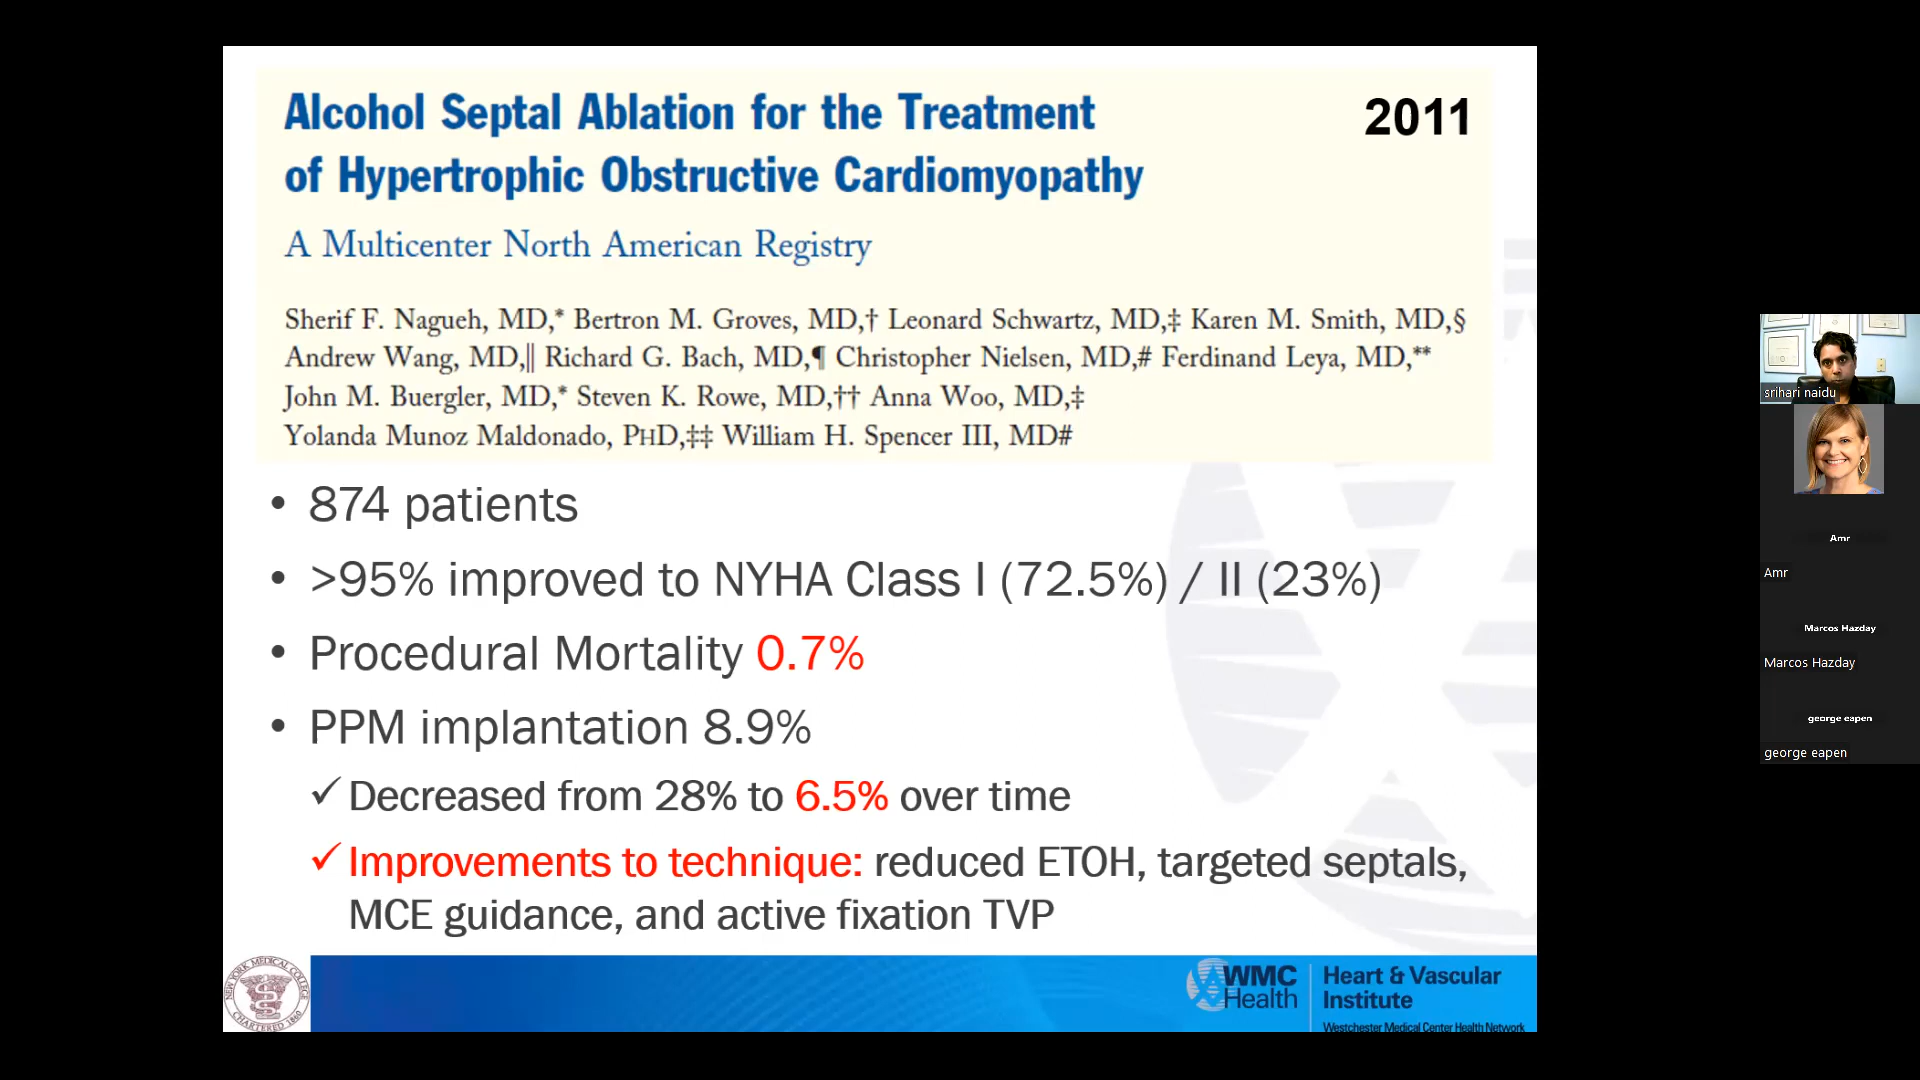 Alcohol Septal Ablation for the Treatment
2011
of Hypertrophic Obstructive Cardiomyopathy
A Multicenter North American Registry
Sherif F. Nagueh, MD,* Bertron M. Groves, MD,† Leonard Schwartz, MD,‡ Karen M. Smith, MD,§
Andrew Wang, MD,|| Richard G. Bach, MD,¶ Christopher Nielsen, MD,# Ferdinand Leya, MD,**
John M. Buergler, MD,* Steven K. Rowe, MD,†† Anna Woo, MD,‡
Yolanda Munoz Maldonado, PHD,‡‡ William H. Spencer III, MD#
• 874 patients
• >95% improved to NYHA Class I (72.5%) / II (23%)
• Procedural Mortality 0.7%
• PPM implantation 8.9%
✓ Decreased from 28% to 6.5% over time
✓ Improvements to technique: reduced ETOH, targeted septals,
MCE guidance, and active fixation TVP
NEW YORK MEDICAL COLLEGE
CHARTERED 1860
WMC
Health
Heart & Vascular
Institute
Westchester Medical Center Health Network
srihari naidu
Amr
Amr
Marcos Hazday
Marcos Hazday
george eapen
george eapen